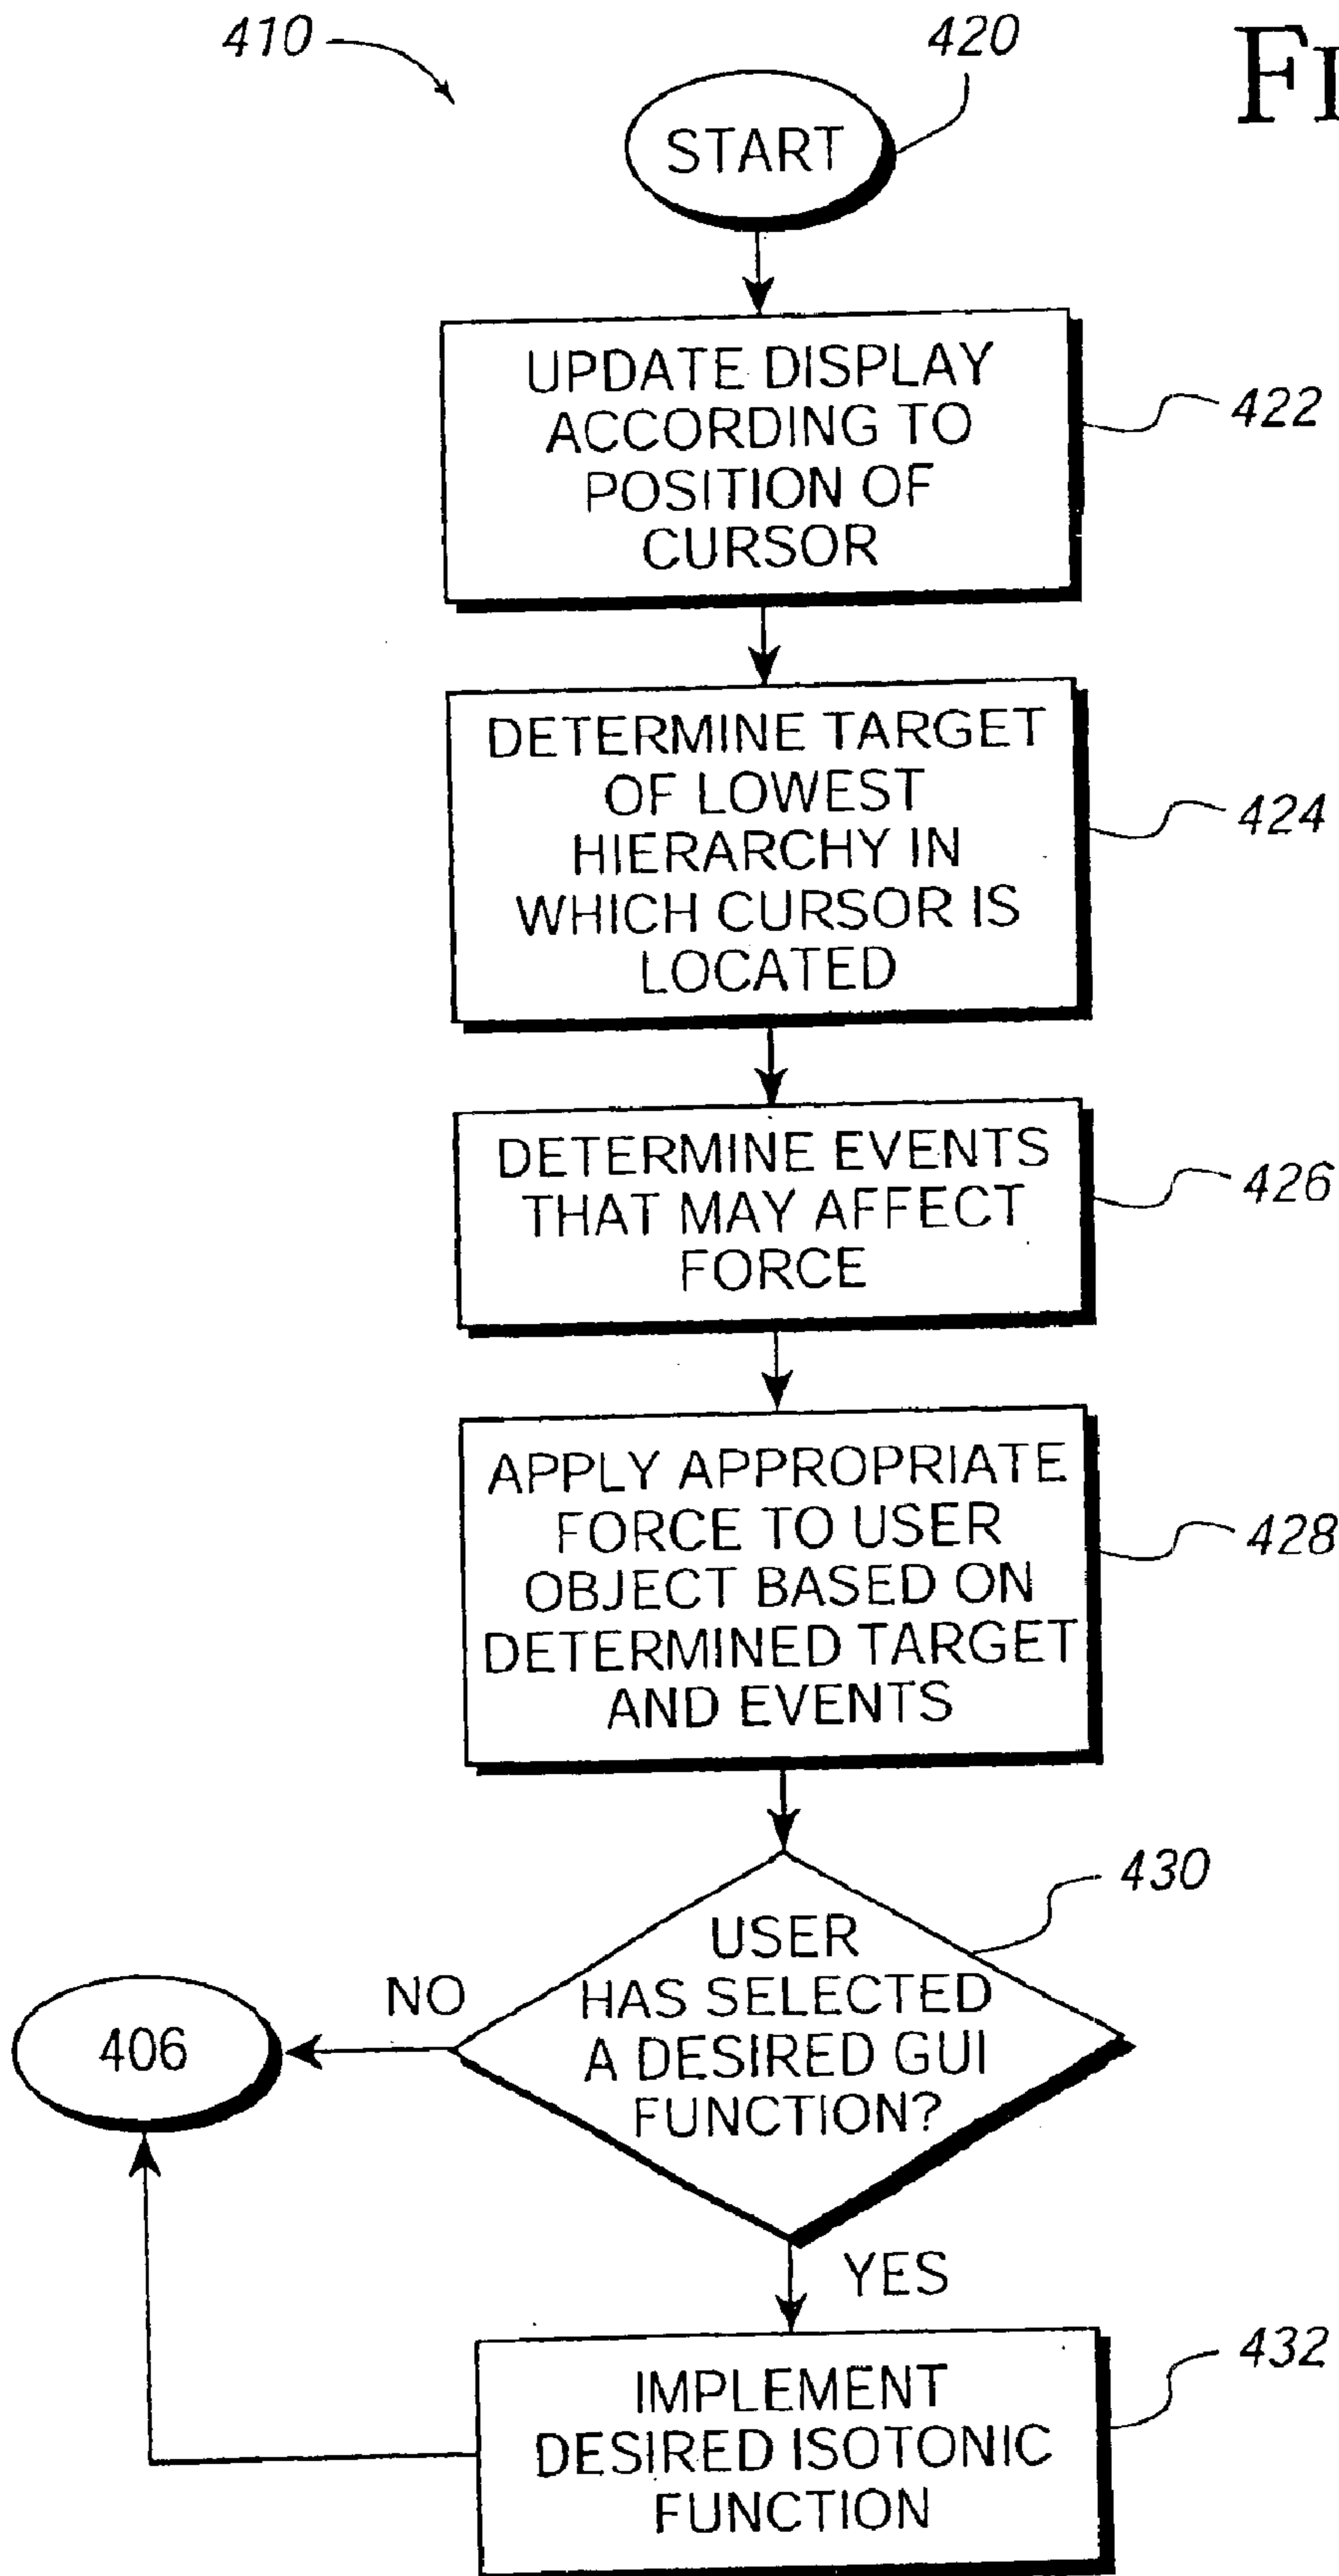 410
420
START
UPDATE DISPLAY
ACCORDING TO
POSITION OF
CURSOR
422
DETERMINE TARGET
OF LOWEST
HIERARCHY IN
WHICH CURSOR IS
LOCATED
424
DETERMINE EVENTS
THAT MAY AFFECT
FORCE
426
APPLY APPROPRIATE
FORCE TO USER
OBJECT BASED ON
DETERMINED TARGET
AND EVENTS
428
430
USER
HAS SELECTED
A DESIRED GUI
FUNCTION?
NO
406
YES
IMPLEMENT
DESIRED ISOTONIC
FUNCTION
432